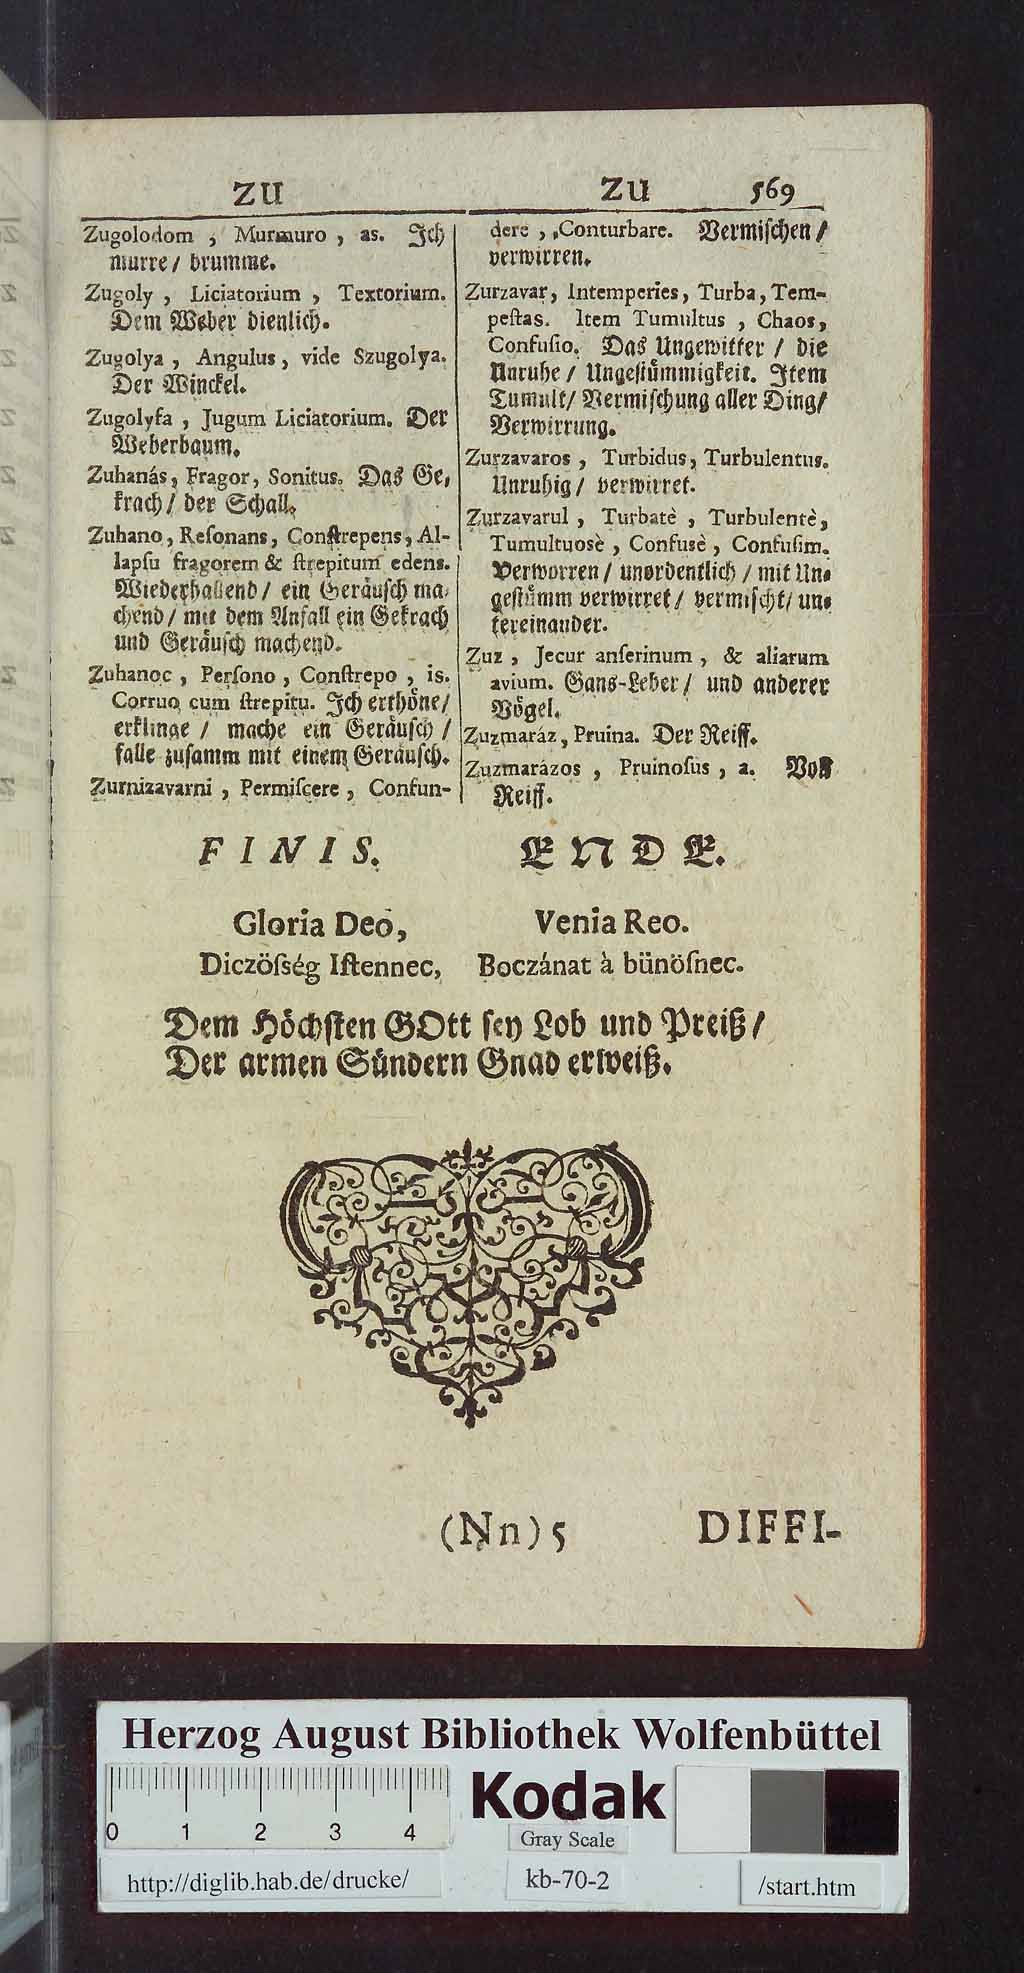 ZU
Zugolodom , Murmuro , as. Jch
murre / brumme.
Zugoly , Liciatorium , Textorium.
Dem Weber dienlich.
Zugolya , Angulus, vide Szugolya.
Der Winckel.
Zugolyfa , Jugum Liciatorium. Der
Weberbaum.
Zuhanás, Fragor, Sonitus. Das Ge-
krach / der Schall.
Zuhano, Reſonans, Conſtrepens, Al-
lapſu fragorem & ſtrepitum edens.
Wiederhallend / ein Geräuſch ma-
chend / mit dem Anfall ein Gekrach
und Geräuſch machend.
Zuhanoc , Perſono , Conſtrepo , is.
Corruo cum ſtrepitu. Jch erthöne /
erklinge / mache ein Geräuſch /
falle zuſamm mit einem Geräuſch.
Zurnizavarni , Permiſcere , Confun-
ZU 569
dere , Conturbare. Vermiſchen /
verwirren.
Zurzavar, Intemperies, Turba, Tem-
peſtas. Item Tumultus , Chaos,
Confuſio. Das Ungewitter / die
Unruhe / Ungeſtümmigkeit. Jtem
Tumult / Vermiſchung aller Ding /
Verwirrung.
Zurzavaros , Turbidus, Turbulentus.
Unruhig / verwirret.
Zurzavarul , Turbatè , Turbulentè,
Tumultuosè , Confusè , Confuſim.
Verworren / unordentlich / mit Un-
geſtümm verwirret / vermiſcht / un-
tereinander.
Zuz , Jecur anſerinum , & aliarum
avium. Gans-Leber / und anderer
Vögel.
Zuzmaráz, Pruina. Der Reiff.
Zuzmarázos , Pruinoſus , a. Voll
Reiff.
FINIS. ENDE.
Gloria Deo, Venia Reo.
Diczöſség Iſtennec, Boczánat à bünöſnec.
Dem Höchſten GOtt ſey Lob und Preiß /
Der armen Sündern Gnad erweiß.
(Nn) 5 DIFFI-
Herzog August Bibliothek Wolfenbüttel
0 1 2 3 4
Kodak
Gray Scale
http://diglib.hab.de/drucke/ kb-70-2 /start.htm